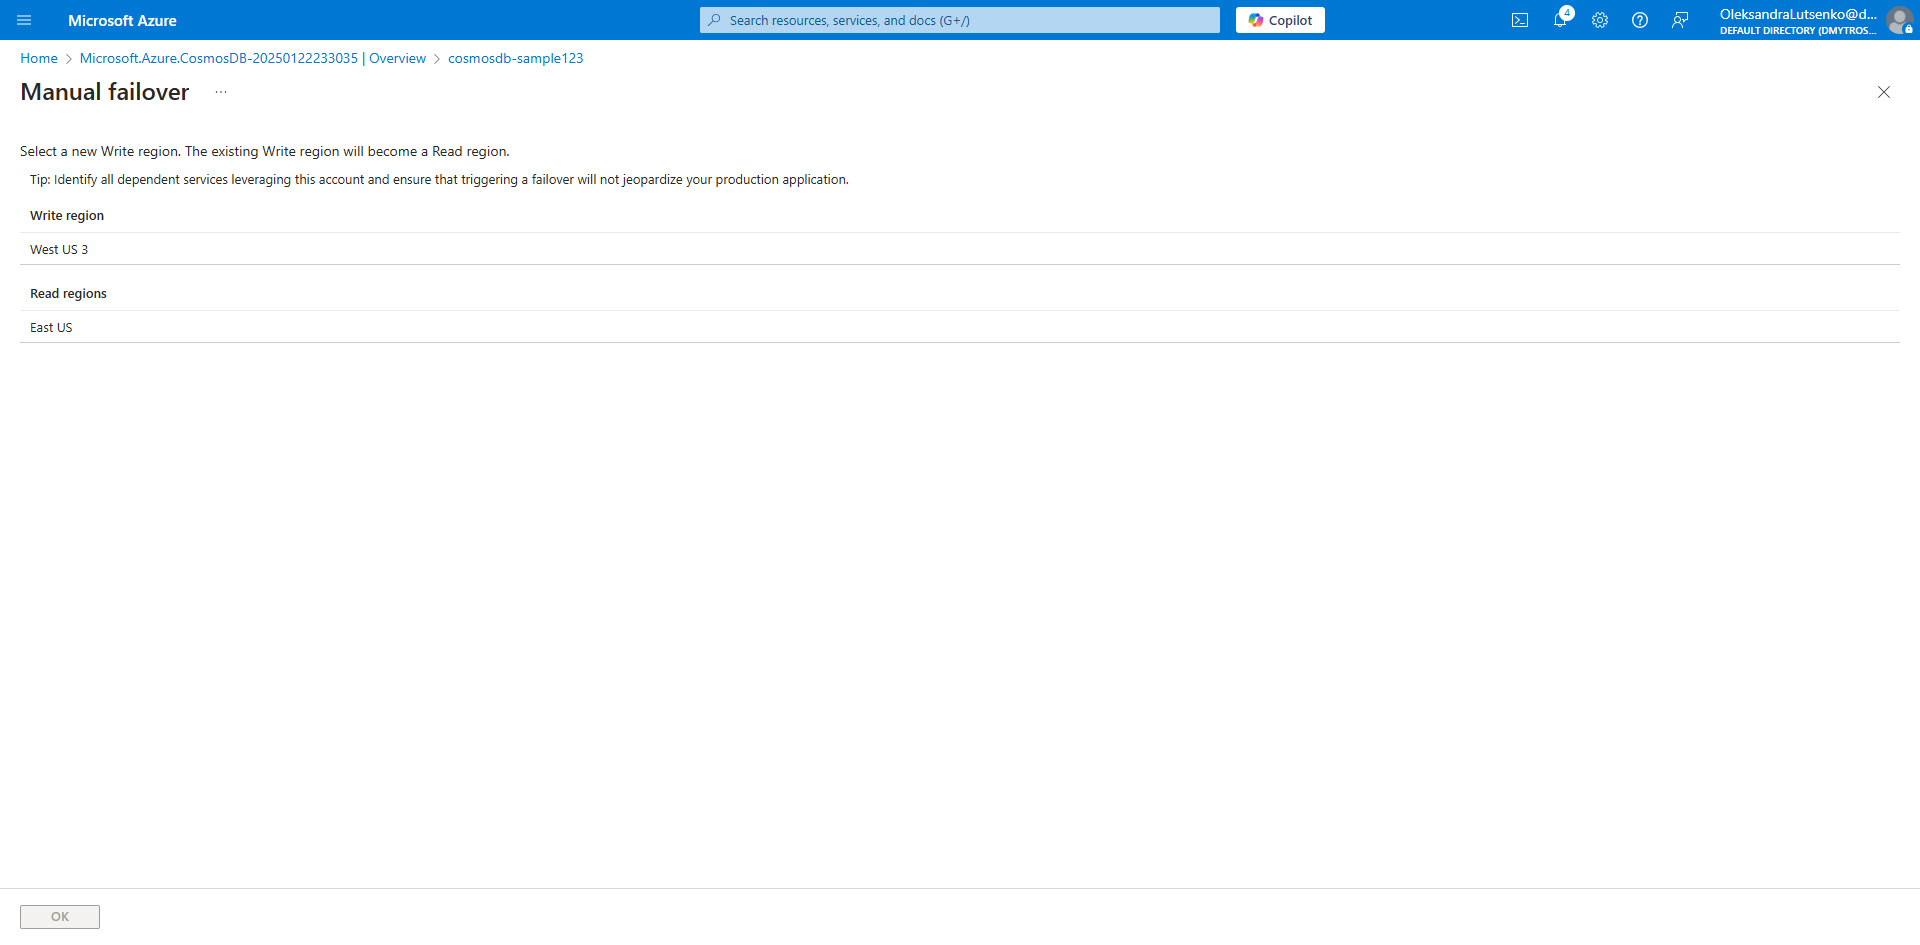 Microsoft Azure
Search resources, services, and docs (G+/)
Copilot
4
OleksandraLutsenko@d...
DEFAULT DIRECTORY (DMYTROS...
Home > Microsoft.Azure.CosmosDB-20250122233035 | Overview > cosmosdb-sample123
Manual failover ...
Select a new Write region. The existing Write region will become a Read region.
Tip: Identify all dependent services leveraging this account and ensure that triggering a failover will not jeopardize your production application.
Write region
West US 3
Read regions
East US
OK